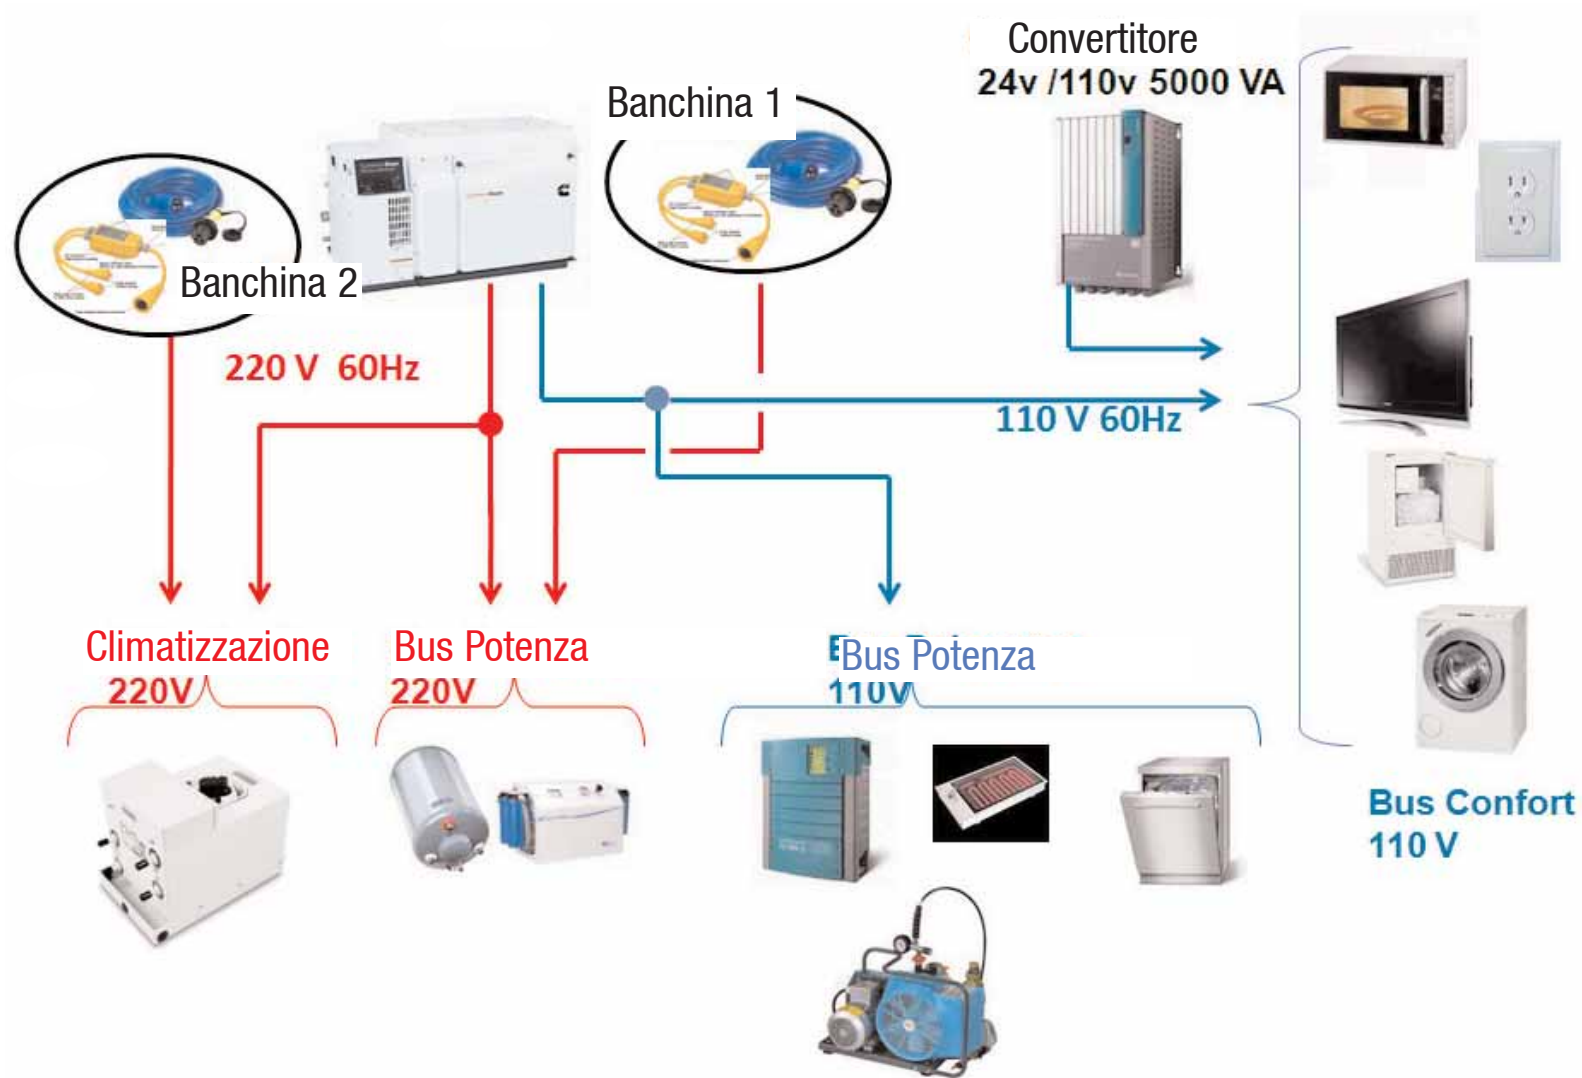 Convertitore
24v /110v 5000 VA
Banchina 1
Banchina 2
220 V  60Hz
110 V 60Hz
Climatizzazione
220V
Bus Potenza
220V
Bus Potenza
110V
Bus Confort
110 V